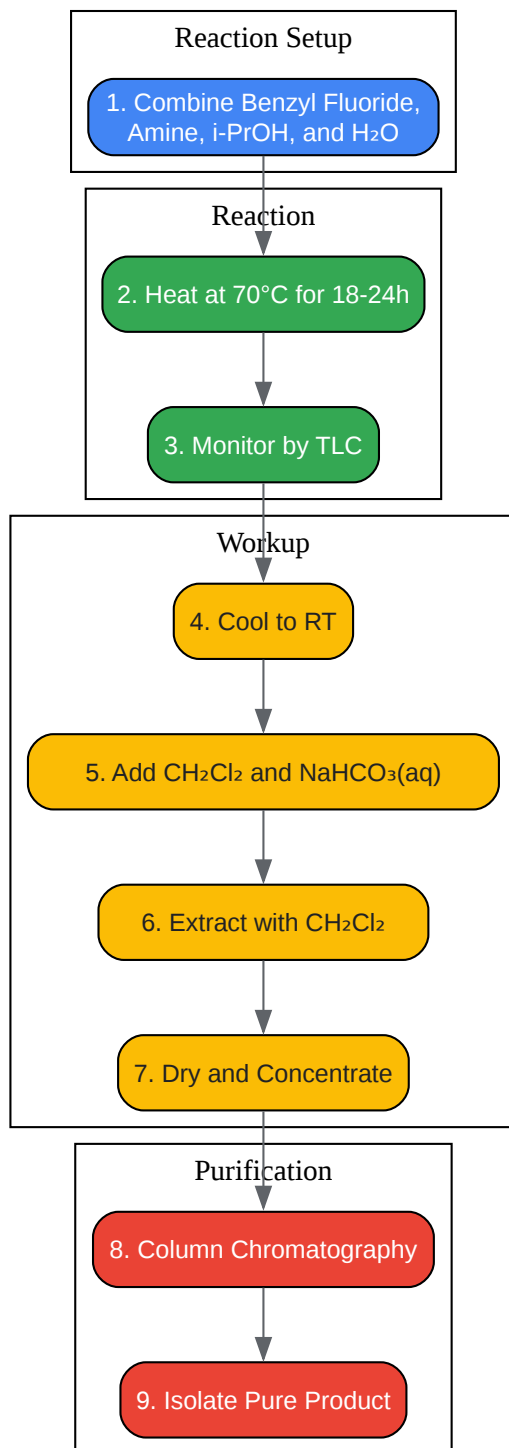 Reaction Setup
1. Combine Benzyl Fluoride,
Amine, i-PrOH, and H₂O
Reaction
2. Heat at 70°C for 18-24h
3. Monitor by TLC
Workup
4. Cool to RT
5. Add CH₂Cl₂ and NaHCO₃(aq)
6. Extract with CH₂Cl₂
7. Dry and Concentrate
Purification
8. Column Chromatography
9. Isolate Pure Product